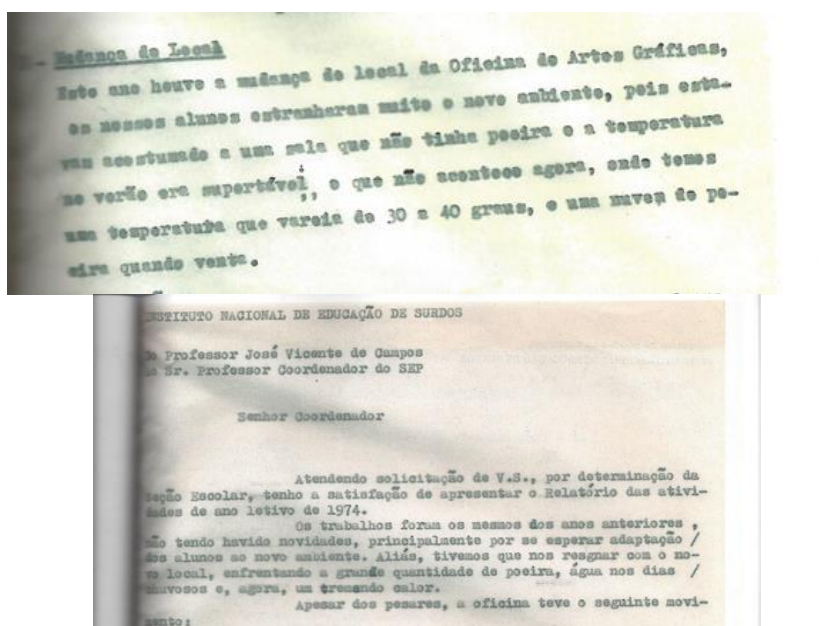 - Mudança de Local
Este ano houve a mudança de local da Oficina de Artes Gráficas,
os nossos alunos estranharam muito o novo ambiente, pois esta-
vam acostumado a uma sala que não tinha poeira e a temperatura
no verão era suportável,, o que não acontece agora, onde temos
uma temperatura que vareia de 30 a 40 graus, e uma nuvem de po-
eira quando venta.
INSTITUTO NACIONAL DE EDUCAÇÃO DE SURDOS
Do Professor José Vicente de Campos
Ao Sr. Professor Coordenador do SEP
Senhor Coordenador
Atendendo solicitação de V.S., por determinação da
Seção Escolar, tenho a satisfação de apresentar o Relatório das ativi-
dades de ano letivo de 1974.
Os trabalhos foram os mesmos dos anos anteriores ,
não tendo havido novidades, principalmente por se esperar adaptação /
dos alunos ao novo ambiente. Aliás, tivemos que nos resgnar com o no-
vo local, enfrentando a grande quantidade de poeira, água nos dias /
chuvosos e, agora, um tremendo calor.
Apesar dos pesares, a oficina teve o seguinte movi-
mento: